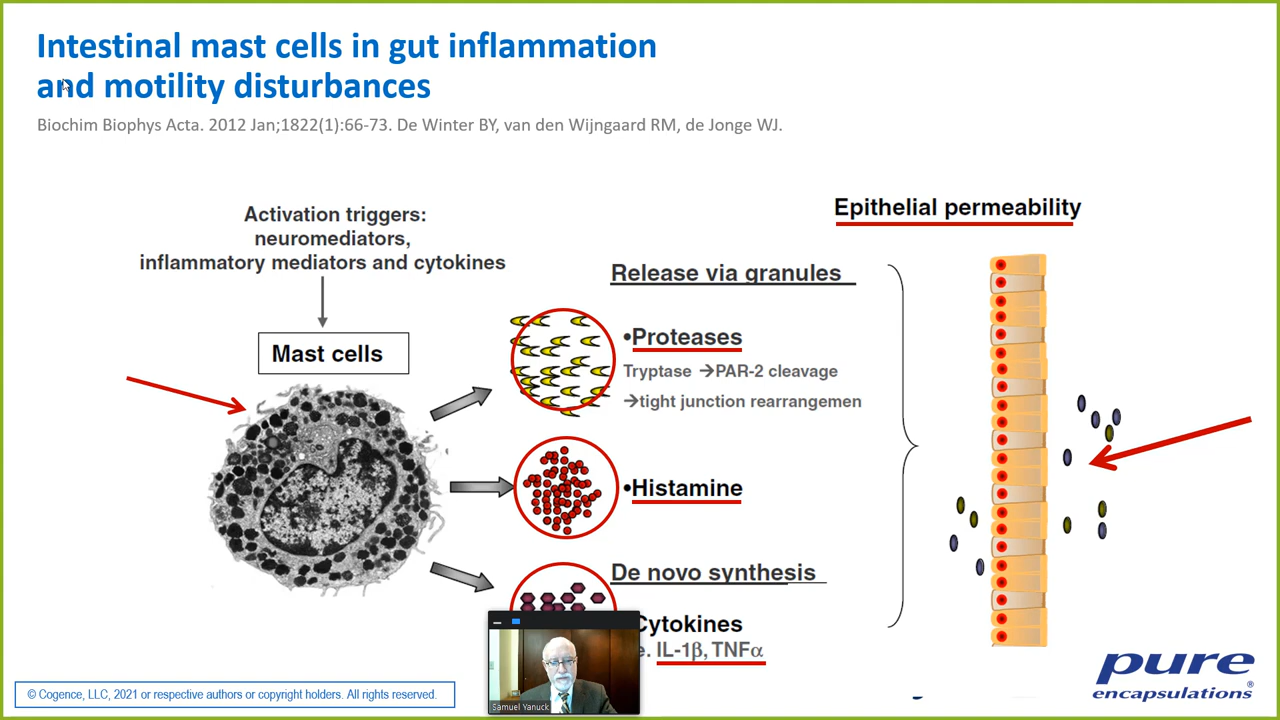 Intestinal mast cells in gut inflammation
and motility disturbances
Biochim Biophys Acta. 2012 Jan;1822(1):66-73. De Winter BY, van den Wijngaard RM, de Jonge WJ.
Activation triggers:
neuromediators,
inflammatory mediators and cytokines
Mast cells
Release via granules
•Proteases
Tryptase →PAR-2 cleavage
→tight junction rearrangemen
•Histamine
De novo synthesis
Cytokines
e. IL-1β, TNFα
Epithelial permeability
Samuel Yanuck
© Cogence, LLC, 2021 or respective authors or copyright holders. All rights reserved.
pure
encapsulations®